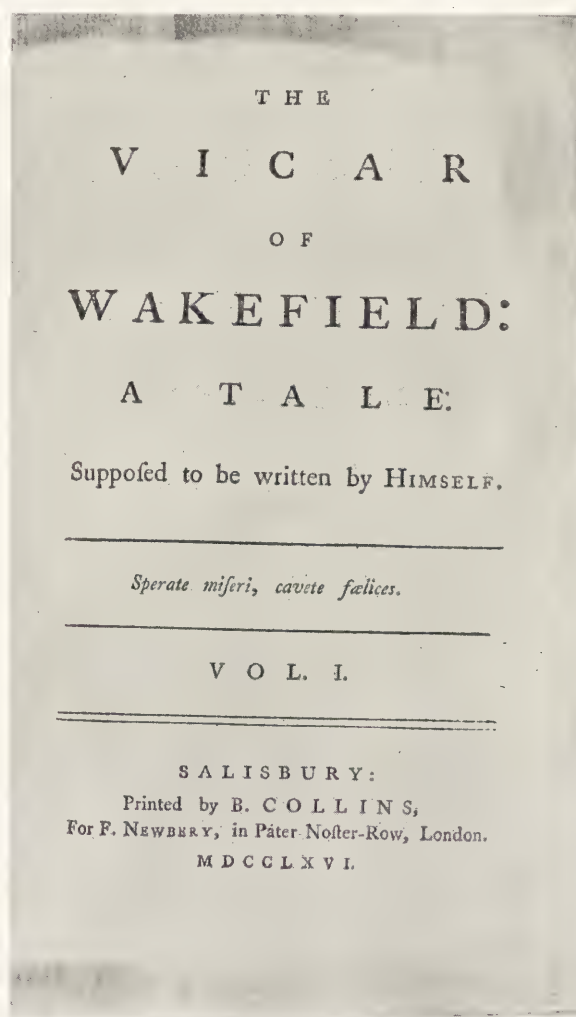 THE
VICAR
OF
WAKEFIELD:
A TALE.
Suppoſed to be written by HIMSELF.
Sperate miſeri, cavete fælices.
VOL. I.
SALISBURY:
Printed by B. COLLINS,
For F. NEWBERY, in Pater Noſter-Row, London.
MDCCLXVI.